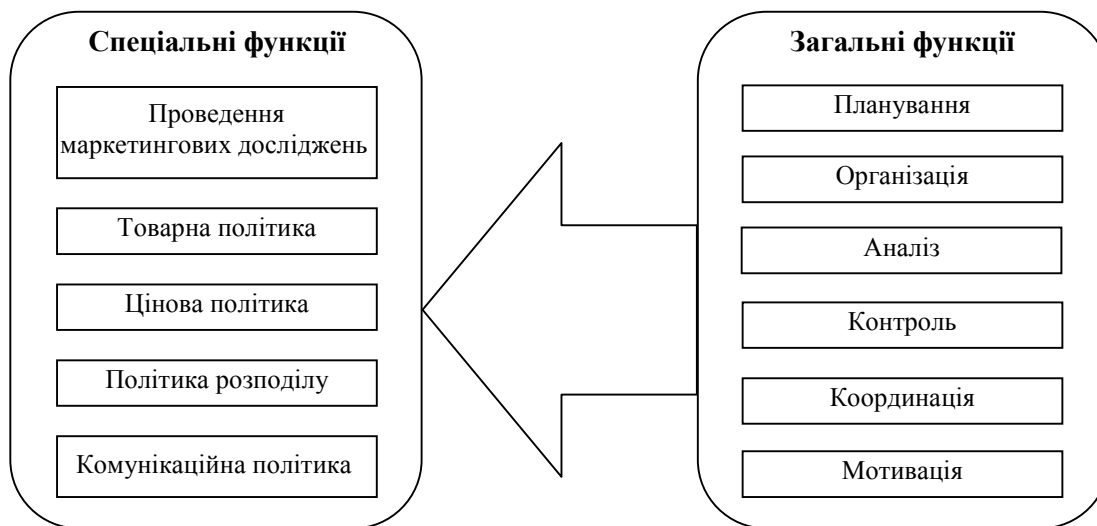 Спеціальні функції
Проведення
маркетингових досліджень
Товарна політика
Цінова політика
Політика розподілу
Комунікаційна політика
Загальні функції
Планування
Організація
Аналіз
Контроль
Координація
Мотивація